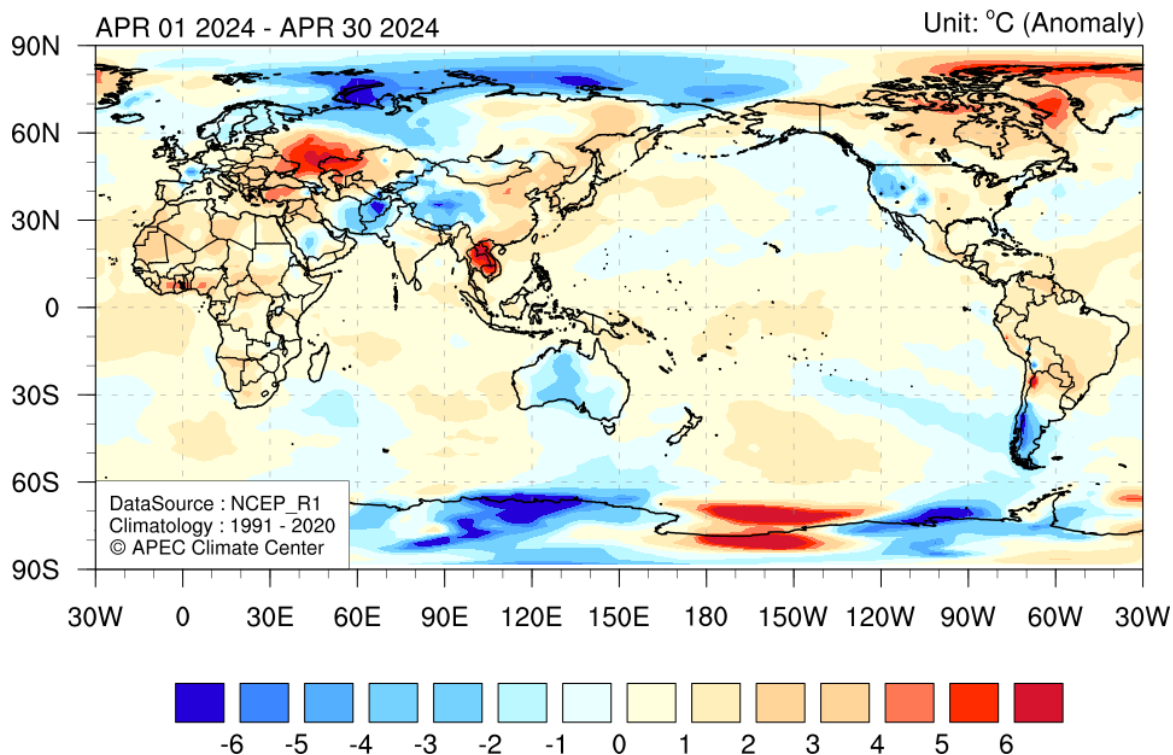 APR 01 2024 - APR 30 2024 Unit: °C (Anomaly)
90N
60N
30N
0
30S
60S
90S
DataSource : NCEP_R1
Climatology : 1991 - 2020
© APEC Climate Center
30W 0 30E 60E 90E 120E 150E 180 150W 120W 90W 60W 30W
-6 -5 -4 -3 -2 -1 0 1 2 3 4 5 6